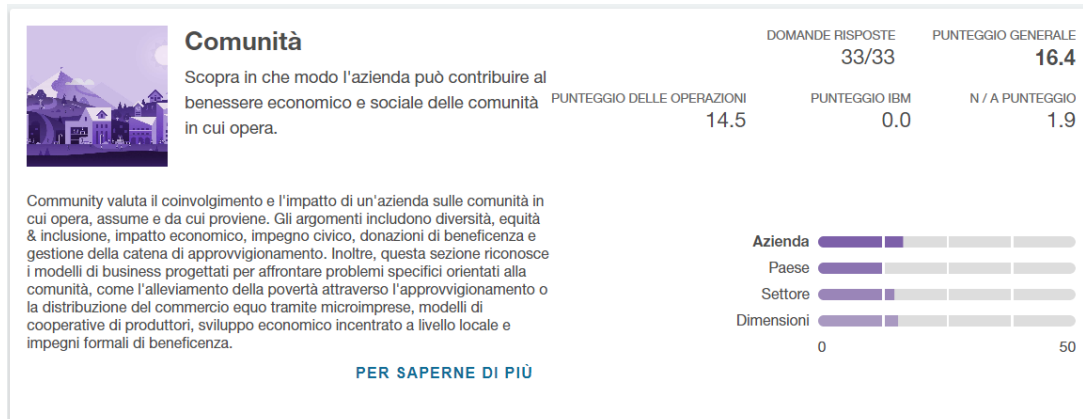 Comunità
Scopra in che modo l'azienda può contribuire al
benessere economico e sociale delle comunità
in cui opera.
DOMANDE RISPOSTE
33/33
PUNTEGGIO GENERALE
16.4
PUNTEGGIO DELLE OPERAZIONI
14.5
PUNTEGGIO IBM
0.0
N / A PUNTEGGIO
1.9
Community valuta il coinvolgimento e l'impatto di un'azienda sulle comunità in
cui opera, assume e da cui proviene. Gli argomenti includono diversità, equità
& inclusione, impatto economico, impegno civico, donazioni di beneficenza e
gestione della catena di approvvigionamento. Inoltre, questa sezione riconosce
i modelli di business progettati per affrontare problemi specifici orientati alla
comunità, come l'alleviamento della povertà attraverso l'approvvigionamento o
la distribuzione del commercio equo tramite microimprese, modelli di
cooperative di produttori, sviluppo economico incentrato a livello locale e
impegni formali di beneficenza.
PER SAPERNE DI PIÙ
Azienda
Paese
Settore
Dimensioni
0
50